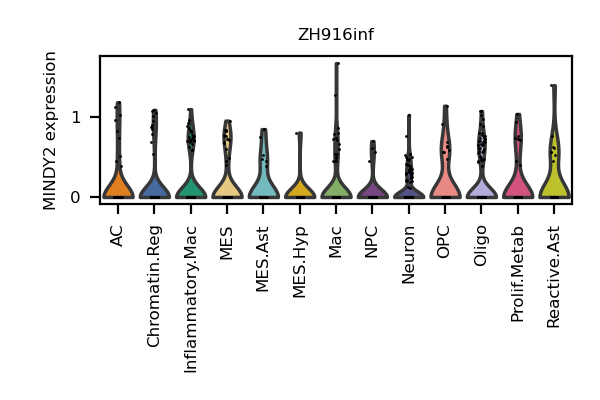 ZH916inf
MINDY2 expression
1
0
AC
Chromatin.Reg
Inflammatory.Mac
MES
MES.Ast
MES.Hyp
Mac
NPC
Neuron
OPC
Oligo
Prolif.Metab
Reactive.Ast